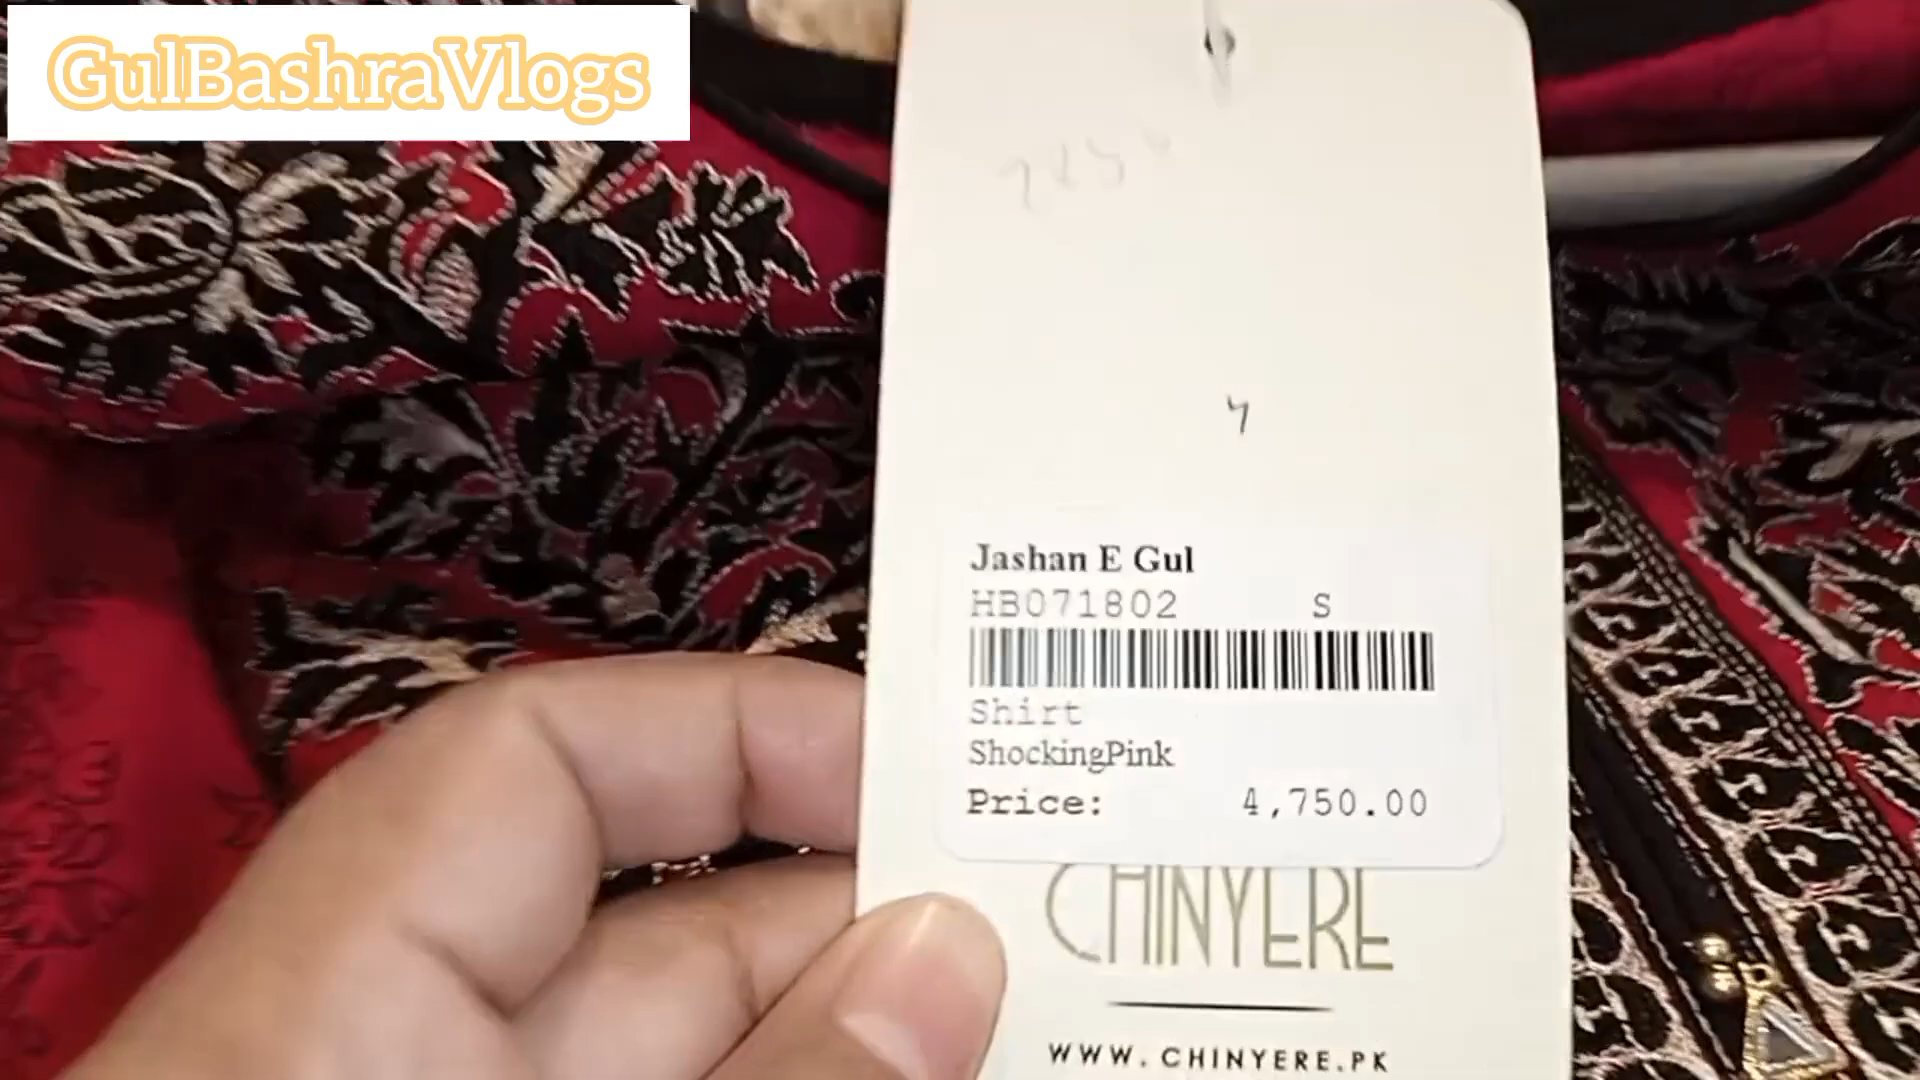 GulBashraVlogs
Jashan E Gul
HB071802 S
Shirt
ShockingPink
Price: 4,750.00
CHINYERE
WWW.CHINYERE.PK